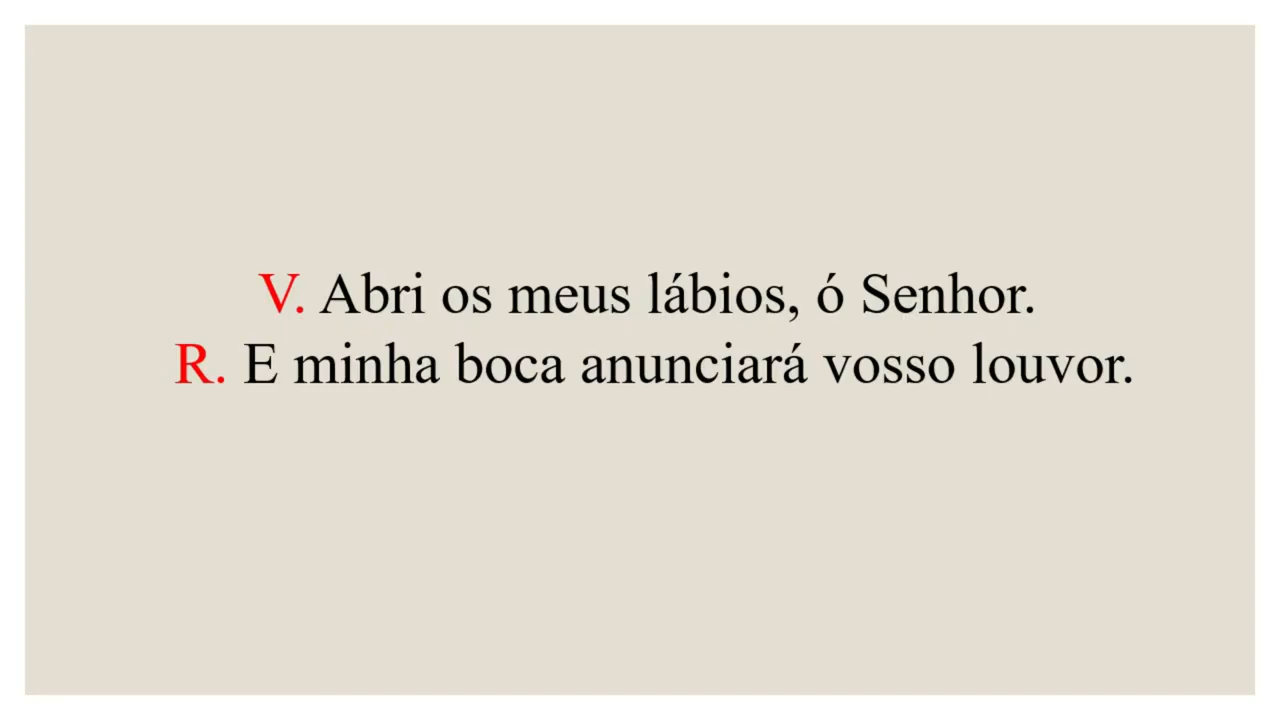 V. Abri os meus lábios, ó Senhor.
R. E minha boca anunciará vosso louvor.